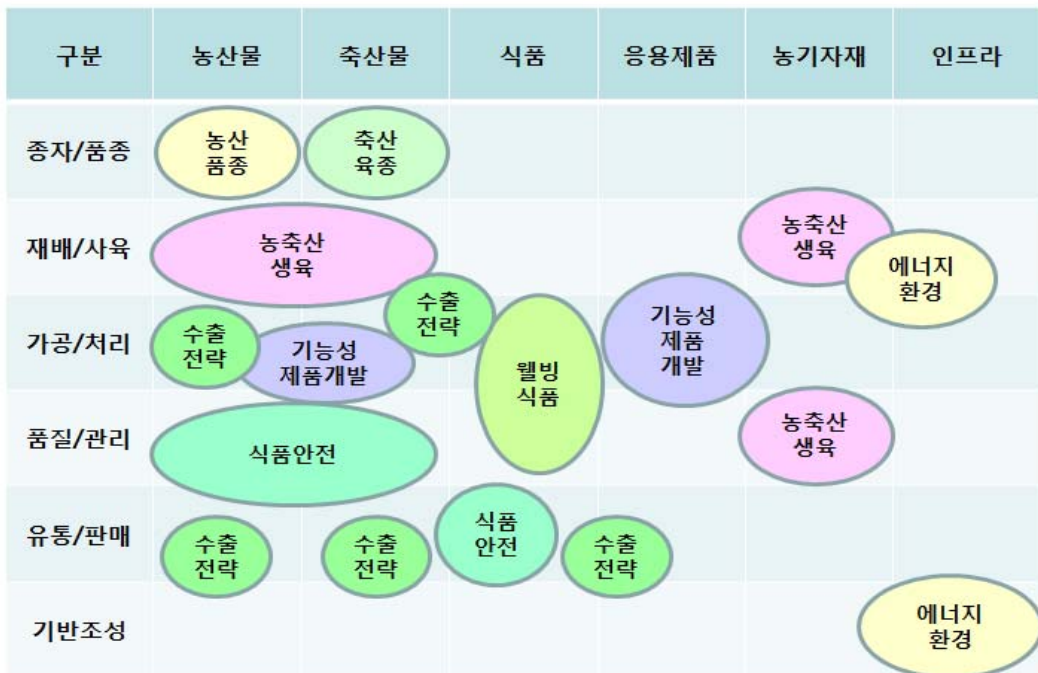 구분 농산물 축산물 식품 응용제품 농기자재 인프라
종자/품종
농산
품종
축산
육종
재배/사육
농축산
생육
농축산
생육
에너지
환경
가공/처리
수출
전략
기능성
제품개발
수출
전략
웰빙
식품
기능성
제품
개발
품질/관리
식품안전
농축산
생육
유통/판매
수출
전략
수출
전략
식품
안전
수출
전략
기반조성
에너지
환경